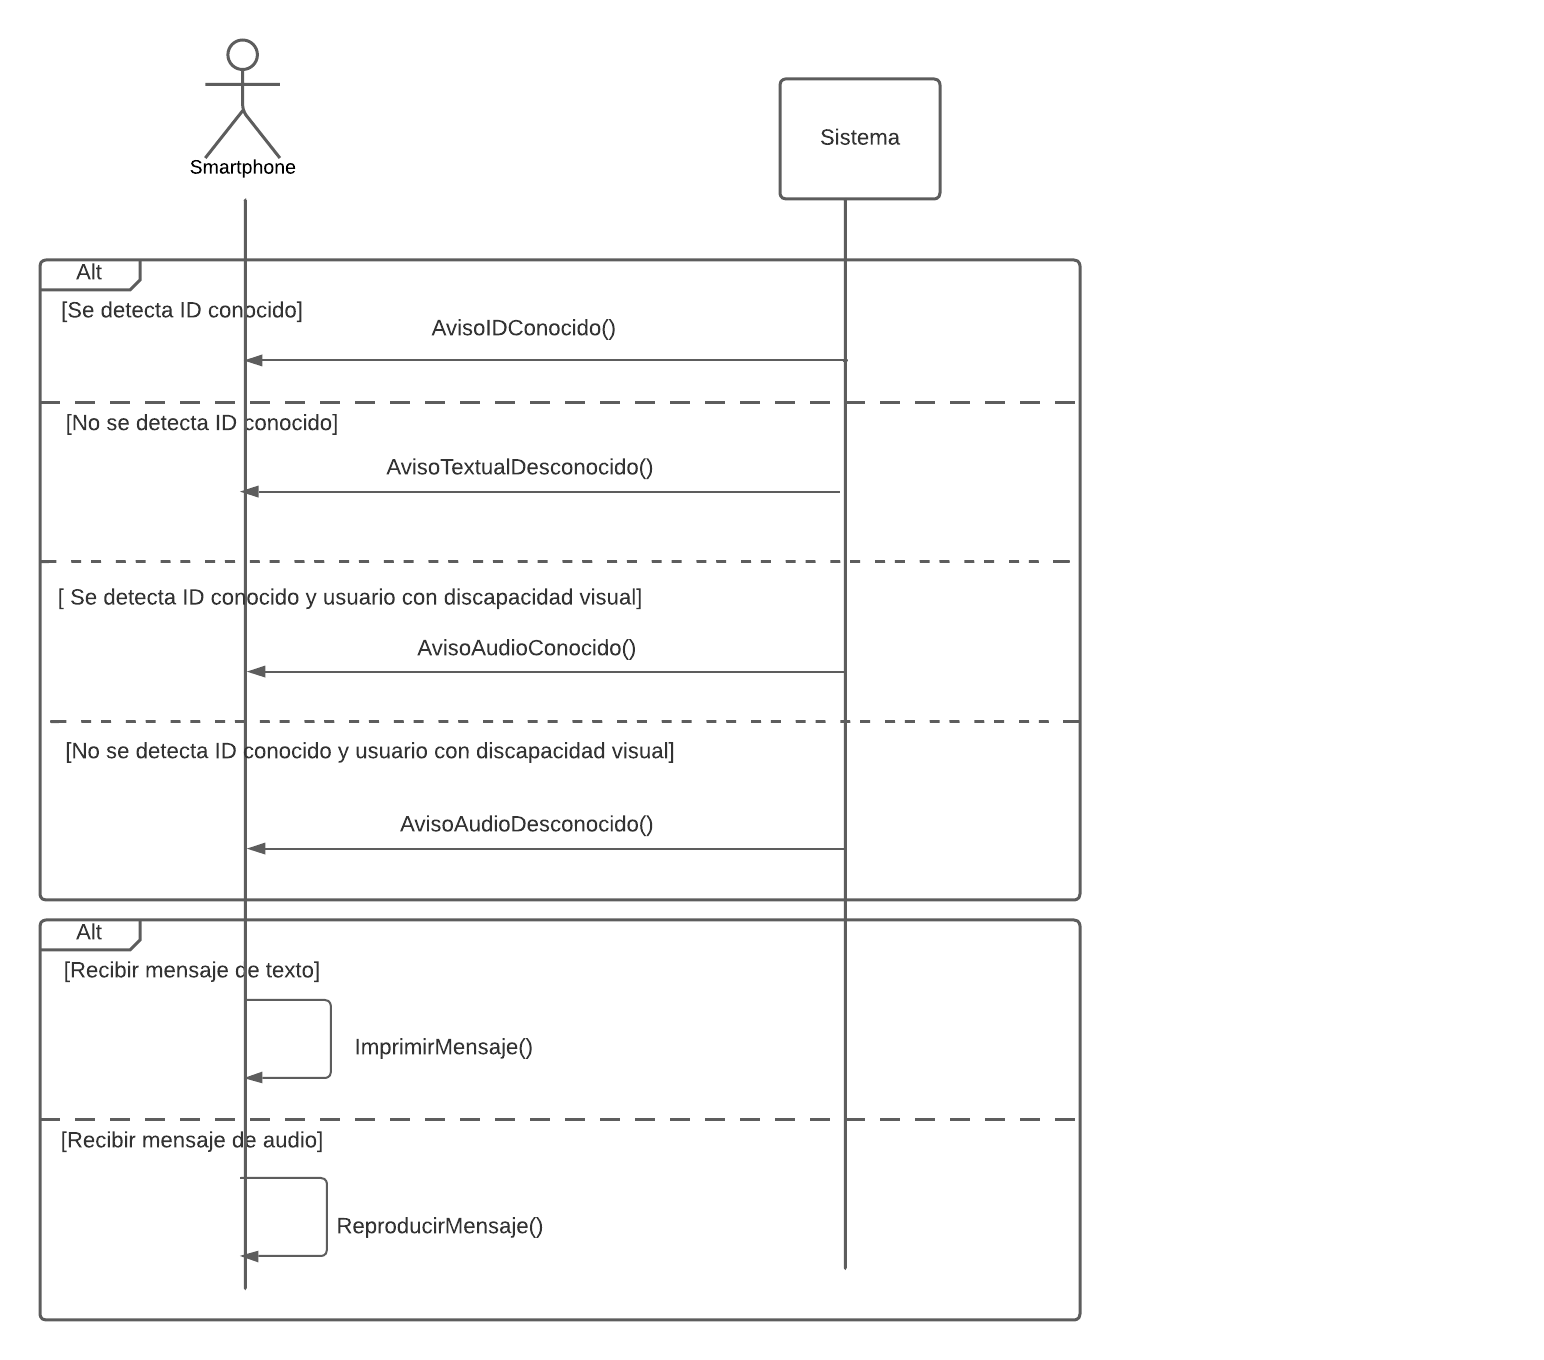 Smartphone
Sistema
Alt
[Se detecta ID conocido]
AvisoIDConocido()
[No se detecta ID conocido]
AvisoTextualDesconocido()
[ Se detecta ID conocido y usuario con discapacidad visual]
AvisoAudioConocido()
[No se detecta ID conocido y usuario con discapacidad visual]
AvisoAudioDesconocido()
Alt
[Recibir mensaje de texto]
ImprimirMensaje()
[Recibir mensaje de audio]
ReproducirMensaje()